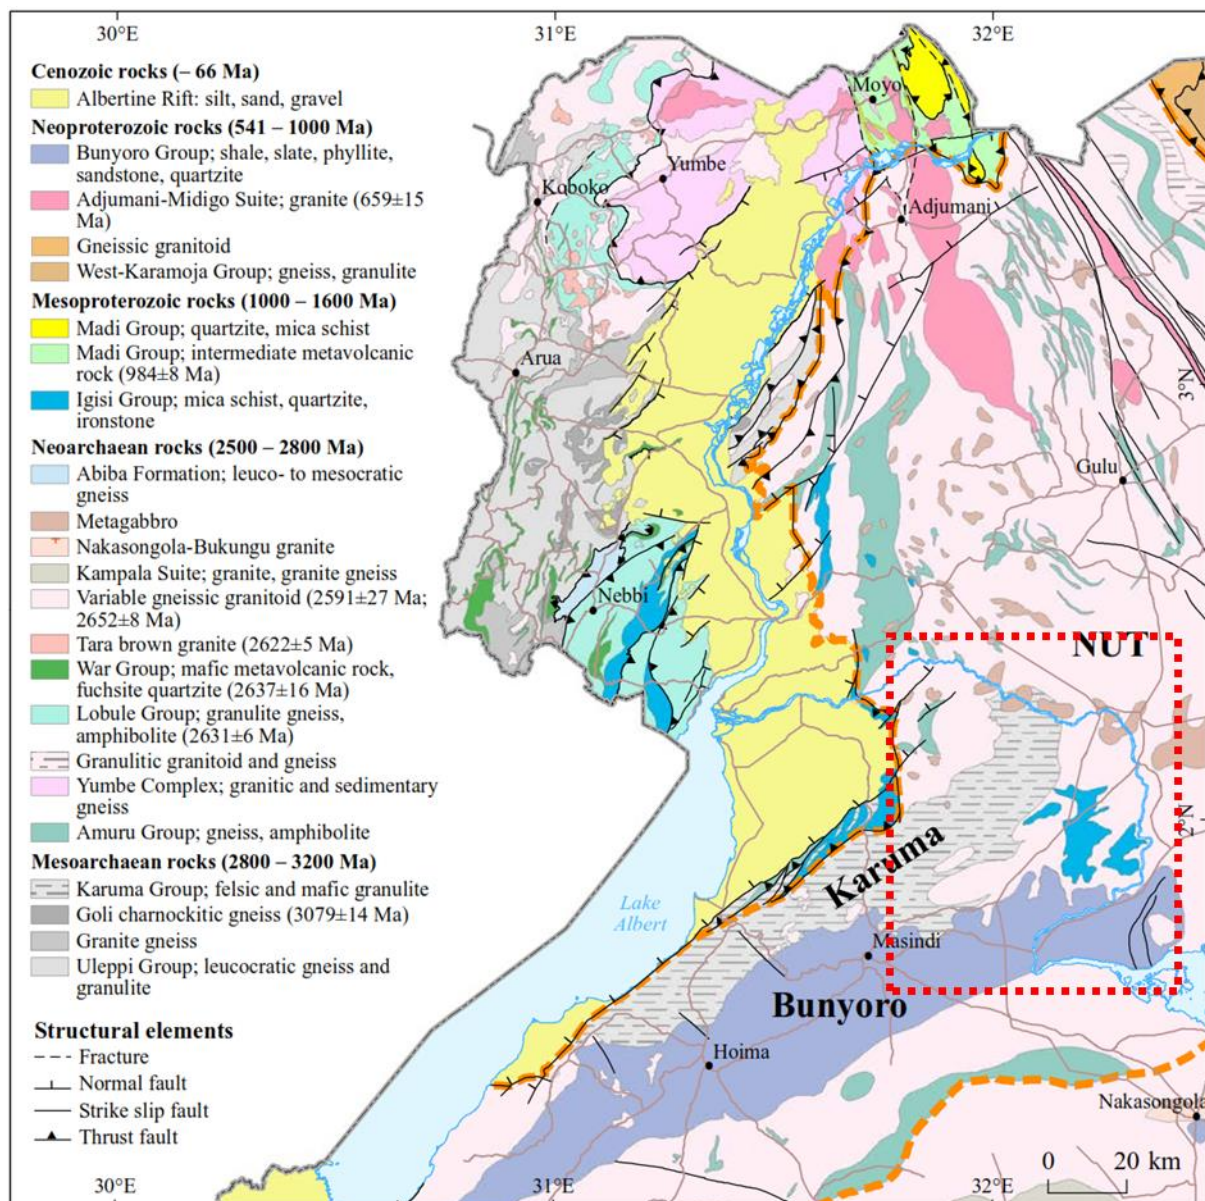 30°E
31°E
32°E
Cenozoic rocks (– 66 Ma)
Albertine Rift: silt, sand, gravel
Neoproterozoic rocks (541 – 1000 Ma)
Bunyoro Group; shale, slate, phyllite,
sandstone, quartzite
Adjumani-Midigo Suite; granite (659±15
Ma)
Gneissic granitoid
West-Karamoja Group; gneiss, granulite
Mesoproterozoic rocks (1000 – 1600 Ma)
Madi Group; quartzite, mica schist
Madi Group; intermediate metavolcanic
rock (984±8 Ma)
Igisi Group; mica schist, quartzite,
ironstone
Neoarchaean rocks (2500 – 2800 Ma)
Abiba Formation; leuco- to mesocratic
gneiss
Metagabbro
Nakasongola-Bukungu granite
Kampala Suite; granite, granite gneiss
Variable gneissic granitoid (2591±27 Ma;
2652±8 Ma)
Tara brown granite (2622±5 Ma)
War Group; mafic metavolcanic rock,
fuchsite quartzite (2637±16 Ma)
Lobule Group; granulite gneiss,
amphibolite (2631±6 Ma)
Granulitic granitoid and gneiss
Yumbe Complex; granitic and sedimentary
gneiss
Amuru Group; gneiss, amphibolite
Mesoarchaean rocks (2800 – 3200 Ma)
Karuma Group; felsic and mafic granulite
Goli charnockitic gneiss (3079±14 Ma)
Granite gneiss
Uleppi Group; leucocratic gneiss and
granulite
Structural elements
Fracture
Normal fault
Strike slip fault
Thrust fault
Moyo
Yumbe
Koboko
Adjumani
Arua
3°N
Gulu
Nebbi
NUT
2°N
Karuma
Lake
Albert
Masindi
Bunyoro
Hoima
Nakasongola
0 20 km
30°E
31°E
32°E